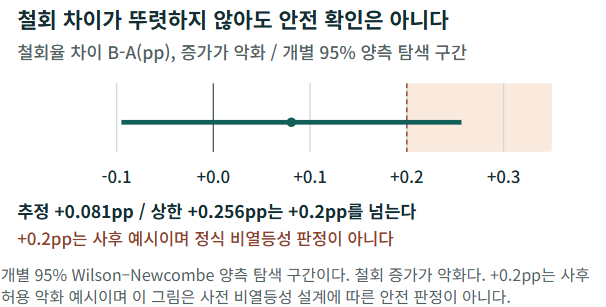 철회 차이가 뚜렷하지 않아도 안전 확인은 아니다
철회율 차이 B-A(pp), 증가가 악화 / 개별 95% 양측 탐색 구간
-0.1 +0.0 +0.1 +0.2 +0.3
추정 +0.081pp / 상한 +0.256pp는 +0.2pp를 넘는다
+0.2pp는 사후 예시이며 정식 비열등성 판정이 아니다
개별 95% Wilson–Newcombe 양측 탐색 구간이다. 철회 증가가 악화다. +0.2pp는 사후
허용 악화 예시이며 이 그림은 사전 비열등성 설계에 따른 안전 판정이 아니다.